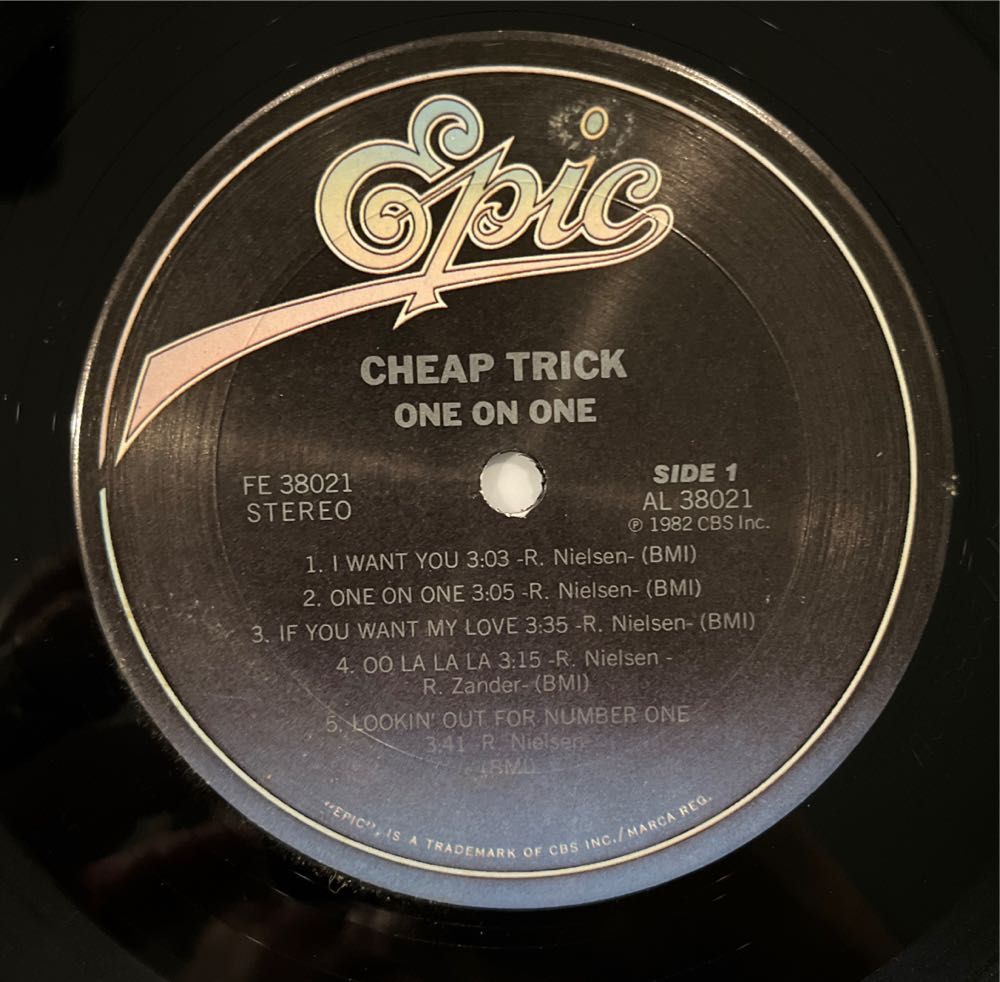 Epic
CHEAP TRICK
ONE ON ONE
FE 38021
STEREO
SIDE 1
AL 38021
℗ 1982 CBS Inc.
1. I WANT YOU 3:03 -R. Nielsen- (BMI)
2. ONE ON ONE 3:05 -R. Nielsen- (BMI)
3. IF YOU WANT MY LOVE 3:35 -R. Nielsen- (BMI)
4. OO LA LA LA 3:15 -R. Nielsen -
R. Zander- (BMI)
5. LOOKIN' OUT FOR NUMBER ONE
3:41 -R. Nielsen-
(BMI)
"EPIC", IS A TRADEMARK OF CBS INC./MARCA REG.